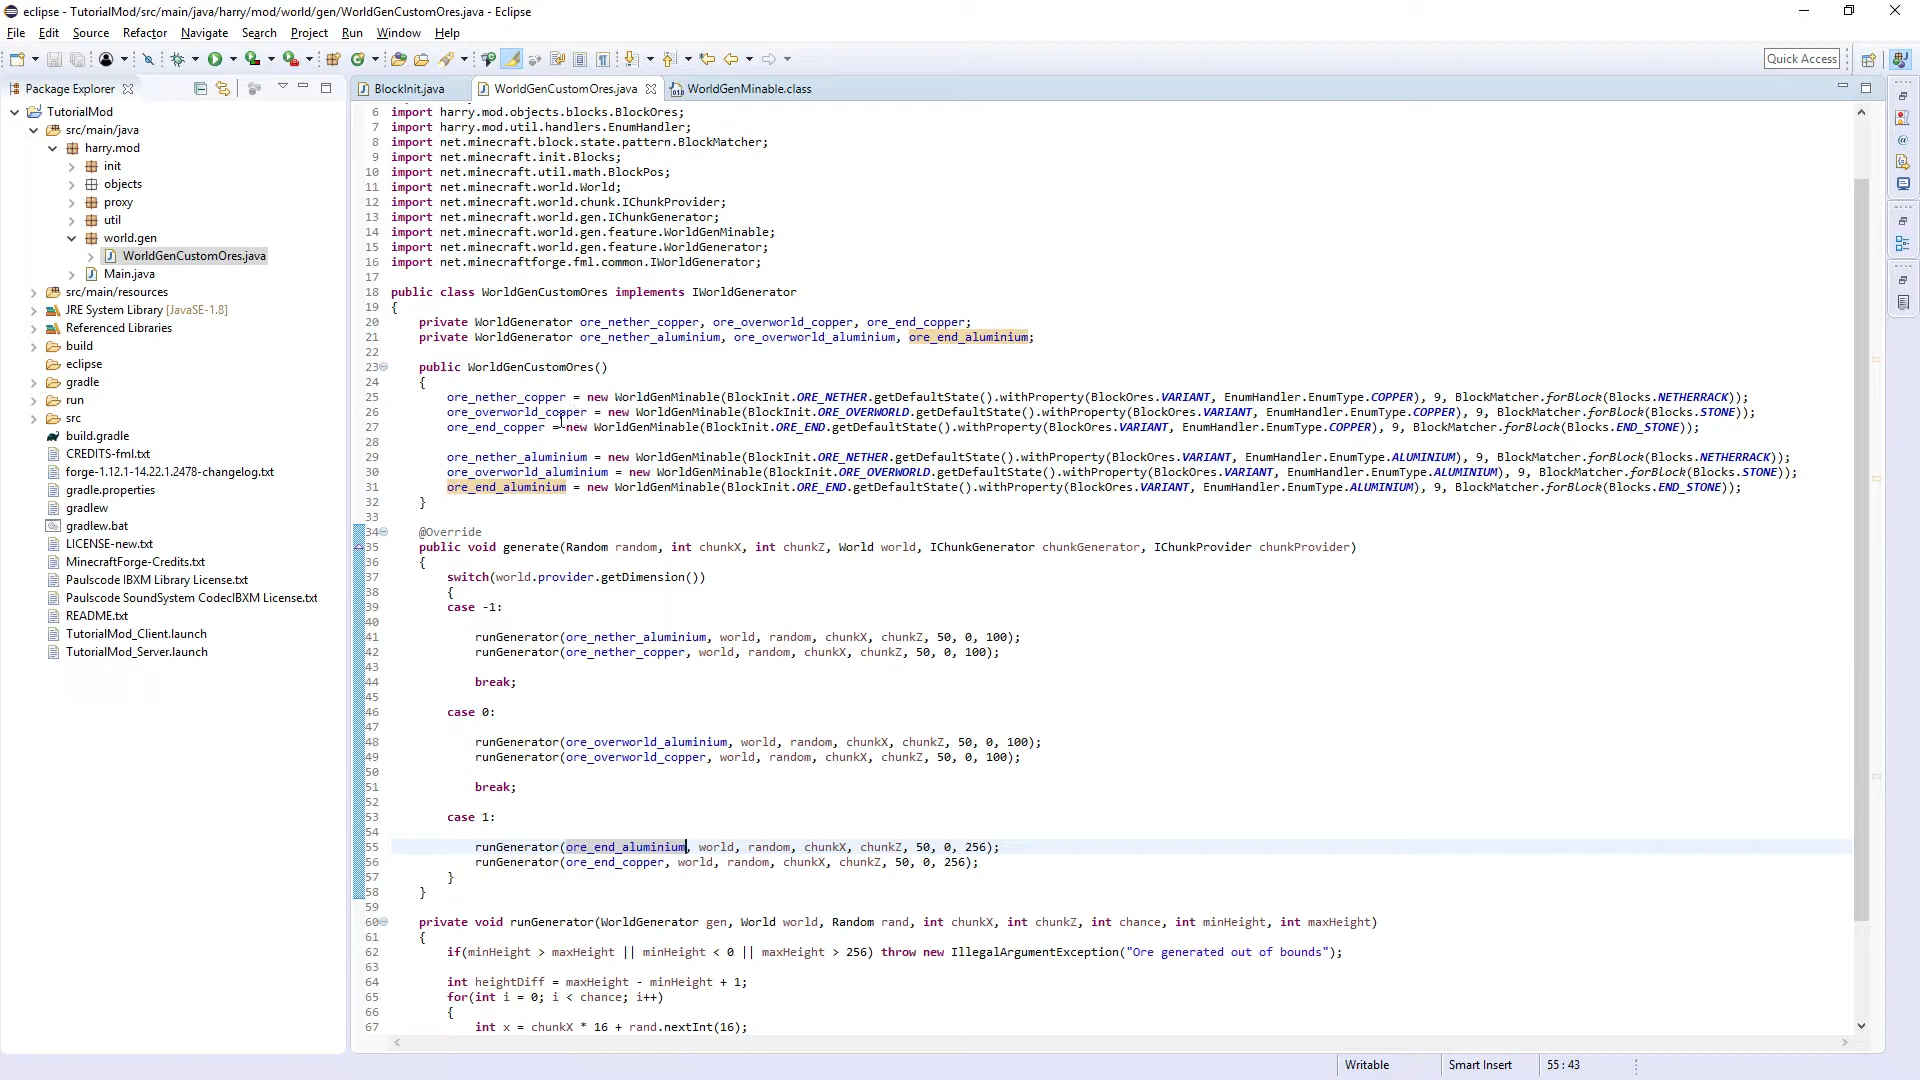 eclipse - TutorialMod/src/main/java/harry/mod/world/gen/WorldGenCustomOres.java - Eclipse
File Edit Source Refactor Navigate Search Project Run Window Help
Quick Access
Package Explorer
TutorialMod
src/main/java
harry.mod
init
objects
proxy
util
world.gen
WorldGenCustomOres.java
Main.java
src/main/resources
JRE System Library [JavaSE-1.8]
Referenced Libraries
build
eclipse
gradle
run
src
build.gradle
CREDITS-fml.txt
forge-1.12.1-14.22.1.2478-changelog.txt
gradle.properties
gradlew
gradlew.bat
LICENSE-new.txt
MinecraftForge-Credits.txt
Paulscode IBXM Library License.txt
Paulscode SoundSystem CodecIBXM License.txt
README.txt
TutorialMod_Client.launch
TutorialMod_Server.launch
BlockInit.java WorldGenCustomOres.java WorldGenMinable.class
6 import harry.mod.objects.blocks.BlockOres;
7 import harry.mod.util.handlers.EnumHandler;
8 import net.minecraft.block.state.pattern.BlockMatcher;
9 import net.minecraft.init.Blocks;
10 import net.minecraft.util.math.BlockPos;
11 import net.minecraft.world.World;
12 import net.minecraft.world.chunk.IChunkProvider;
13 import net.minecraft.world.gen.IChunkGenerator;
14 import net.minecraft.world.gen.feature.WorldGenMinable;
15 import net.minecraft.world.gen.feature.WorldGenerator;
16 import net.minecraftforge.fml.common.IWorldGenerator;
17
18 public class WorldGenCustomOres implements IWorldGenerator
19 {
20 private WorldGenerator ore_nether_copper, ore_overworld_copper, ore_end_copper;
21 private WorldGenerator ore_nether_aluminium, ore_overworld_aluminium, ore_end_aluminium;
22
23 public WorldGenCustomOres()
24 {
25 ore_nether_copper = new WorldGenMinable(BlockInit.ORE_NETHER.getDefaultState().withProperty(BlockOres.VARIANT, EnumHandler.EnumType.COPPER), 9, BlockMatcher.forBlock(Blocks.NETHERRACK));
26 ore_overworld_copper = new WorldGenMinable(BlockInit.ORE_OVERWORLD.getDefaultState().withProperty(BlockOres.VARIANT, EnumHandler.EnumType.COPPER), 9, BlockMatcher.forBlock(Blocks.STONE));
27 ore_end_copper = new WorldGenMinable(BlockInit.ORE_END.getDefaultState().withProperty(BlockOres.VARIANT, EnumHandler.EnumType.COPPER), 9, BlockMatcher.forBlock(Blocks.END_STONE));
28
29 ore_nether_aluminium = new WorldGenMinable(BlockInit.ORE_NETHER.getDefaultState().withProperty(BlockOres.VARIANT, EnumHandler.EnumType.ALUMINIUM), 9, BlockMatcher.forBlock(Blocks.NETHERRACK));
30 ore_overworld_aluminium = new WorldGenMinable(BlockInit.ORE_OVERWORLD.getDefaultState().withProperty(BlockOres.VARIANT, EnumHandler.EnumType.ALUMINIUM), 9, BlockMatcher.forBlock(Blocks.STONE));
31 ore_end_aluminium = new WorldGenMinable(BlockInit.ORE_END.getDefaultState().withProperty(BlockOres.VARIANT, EnumHandler.EnumType.ALUMINIUM), 9, BlockMatcher.forBlock(Blocks.END_STONE));
32 }
33
34 @Override
35 public void generate(Random random, int chunkX, int chunkZ, World world, IChunkGenerator chunkGenerator, IChunkProvider chunkProvider)
36 {
37 switch(world.provider.getDimension())
38 {
39 case -1:
40
41 runGenerator(ore_nether_aluminium, world, random, chunkX, chunkZ, 50, 0, 100);
42 runGenerator(ore_nether_copper, world, random, chunkX, chunkZ, 50, 0, 100);
43
44 break;
45
46 case 0:
47
48 runGenerator(ore_overworld_aluminium, world, random, chunkX, chunkZ, 50, 0, 100);
49 runGenerator(ore_overworld_copper, world, random, chunkX, chunkZ, 50, 0, 100);
50
51 break;
52
53 case 1:
54
55 runGenerator(ore_end_aluminium, world, random, chunkX, chunkZ, 50, 0, 256);
56 runGenerator(ore_end_copper, world, random, chunkX, chunkZ, 50, 0, 256);
57 }
58 }
59
60 private void runGenerator(WorldGenerator gen, World world, Random rand, int chunkX, int chunkZ, int chance, int minHeight, int maxHeight)
61 {
62 if(minHeight > maxHeight || minHeight < 0 || maxHeight > 256) throw new IllegalArgumentException("Ore generated out of bounds");
63
64 int heightDiff = maxHeight - minHeight + 1;
65 for(int i = 0; i < chance; i++)
66 {
67 int x = chunkX * 16 + rand.nextInt(16);
Writable Smart Insert 55 : 43